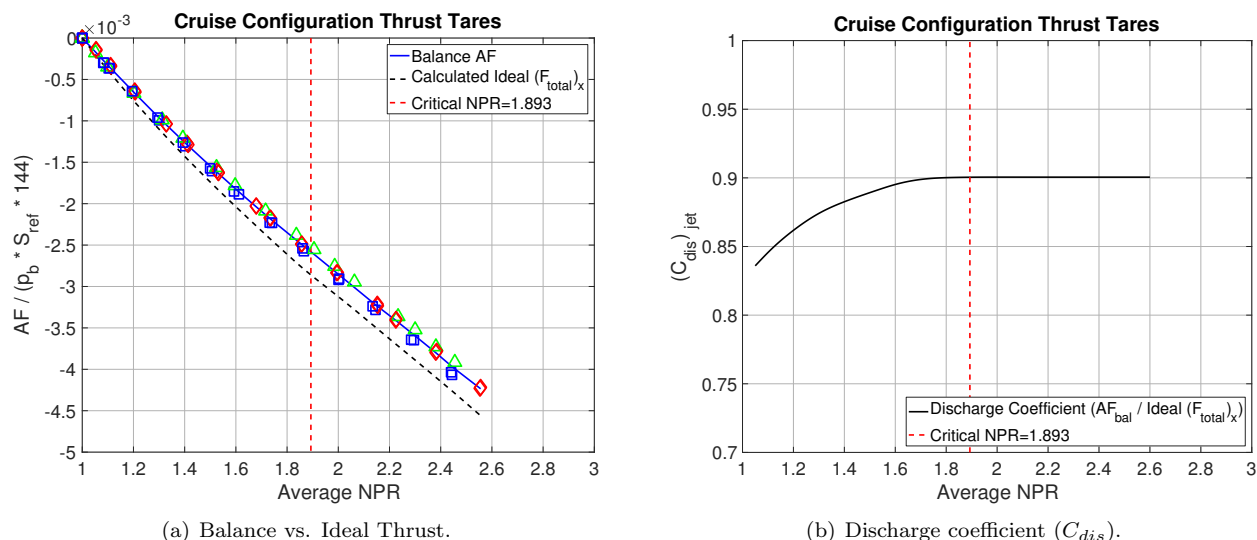 Cruise Configuration Thrust Tares
×10⁻³
0
-0.5
-1
-1.5
-2
-2.5
-3
-3.5
-4
-4.5
-5
AF / (p_b * S_ref * 144)
Balance AF
Calculated Ideal (F_total)_x
Critical NPR=1.893
1 1.2 1.4 1.6 1.8 2 2.2 2.4 2.6 2.8 3
Average NPR
(a) Balance vs. Ideal Thrust.
Cruise Configuration Thrust Tares
1
0.95
0.9
0.85
0.8
0.75
0.7
(C_dis)_jet
Discharge Coefficient (AF_bal / Ideal (F_total)_x)
Critical NPR=1.893
1 1.2 1.4 1.6 1.8 2 2.2 2.4 2.6 2.8 3
Average NPR
(b) Discharge coefficient (C_dis).